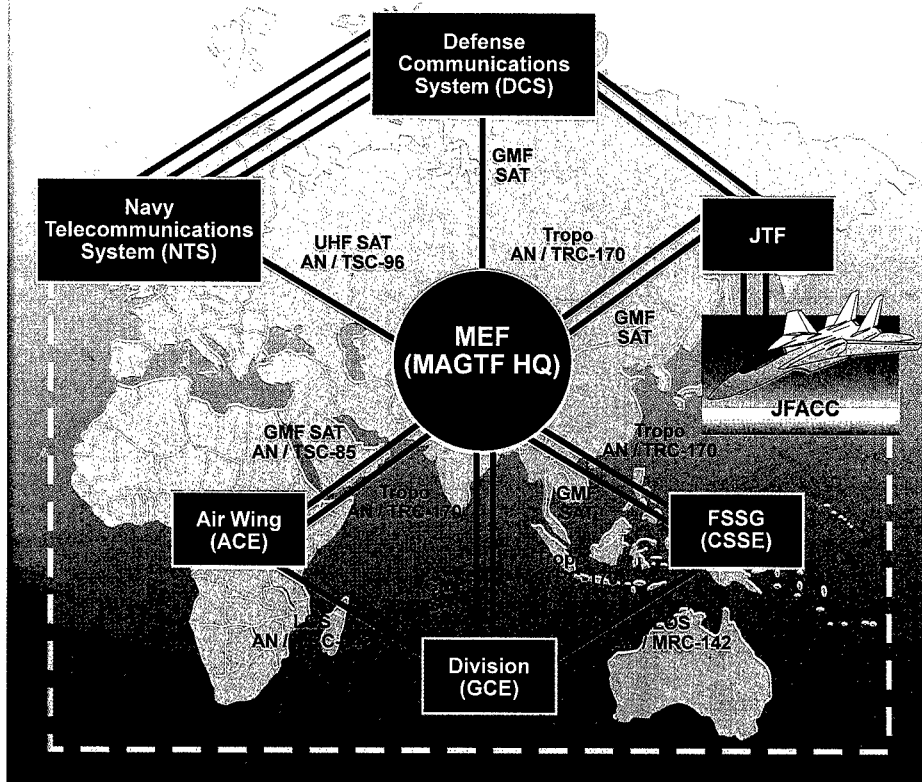 Defense
Communications
System (DCS)
GMF
SAT
Navy
Telecommunications
System (NTS)
UHF SAT
AN / TSC-96
Tropo
AN / TRC-170
JTF
MEF
(MAGTF HQ)
GMF
SAT
JFACC
GMF SAT
AN / TSC-85
Tropo
AN / TRC-170
Tropo
AN / TRC-170
GMF
SAT
Air Wing
(ACE)
FSSG
(CSSE)
AN /
LOS
/ MRC-142
Division
(GCE)